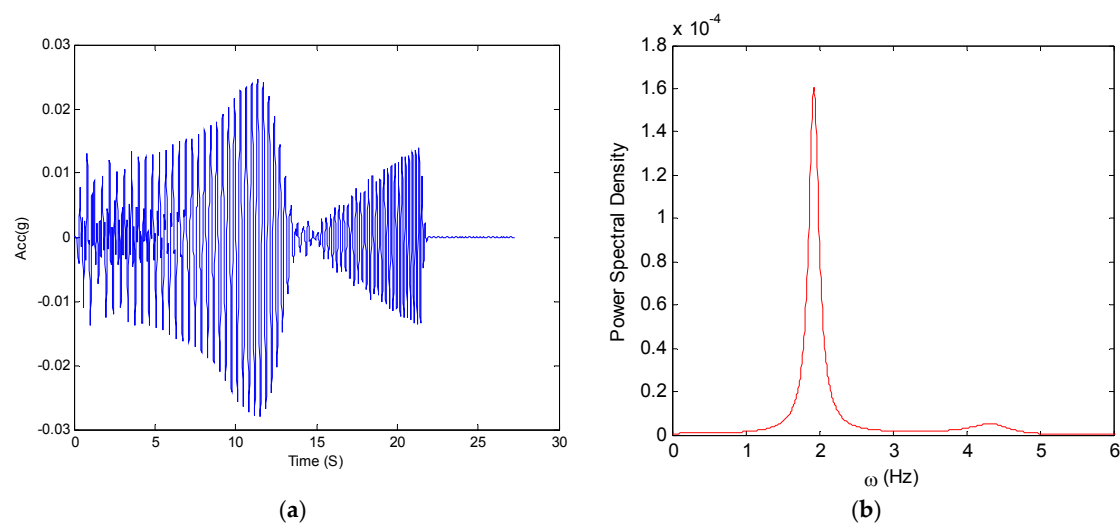 0.03
0.02
0.01
0
-0.01
-0.02
-0.03
Acc(g)
0 5 10 15 20 25 30
Time (S)
(a)
x 10^-4
1.8
1.6
1.4
1.2
1
0.8
0.6
0.4
0.2
0
Power Spectral Density
0 1 2 3 4 5 6
ω (Hz)
(b)